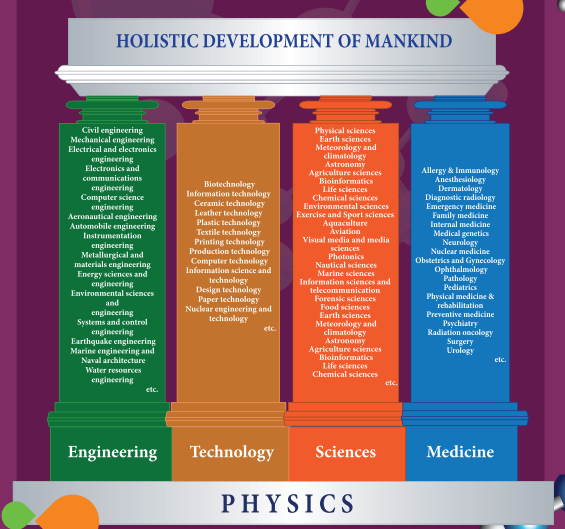 HOLISTIC DEVELOPMENT OF MANKIND
Civil engineering
Mechanical engineering
Electrical and electronics
engineering
Electronics and
communications
engineering
Computer science
engineering
Aeronautical engineering
Automobile engineering
Instrumentation
engineering
Metallurgical and
materials engineering
Energy sciences and
engineering
Environmental sciences
and
engineering
Systems and control
engineering
Earthquake engineering
Marine engineering and
Naval architecture
Water resources
engineering
etc.
Engineering
Biotechnology
Information technology
Ceramic technology
Leather technology
Plastic technology
Textile technology
Printing technology
Production technology
Computer technology
Information science and
technology
Design technology
Paper technology
Nuclear engineering and
technology
etc.
Technology
Physical sciences
Earth sciences
Meteorology and
climatology
Astronomy
Agriculture sciences
Bioinformatics
Life sciences
Chemical sciences
Environmental sciences
Exercise and Sport sciences
Aquaculture
Aviation
Visual media and media
sciences
Photonics
Nautical sciences
Marine sciences
Information sciences and
telecommunication
Forensic sciences
Food sciences
Earth sciences
Meteorology and
climatology
Astronomy
Agriculture sciences
Bioinformatics
Life sciences
Chemical sciences
etc.
Sciences
Allergy & Immunology
Anesthesiology
Dermatology
Diagnostic radiology
Emergency medicine
Family medicine
Internal medicine
Medical genetics
Neurology
Nuclear medicine
Obstetrics and Gynecology
Ophthalmology
Pathology
Pediatrics
Physical medicine &
rehabilitation
Preventive medicine
Psychiatry
Radiation oncology
Surgery
Urology
etc.
Medicine
PHYSICS